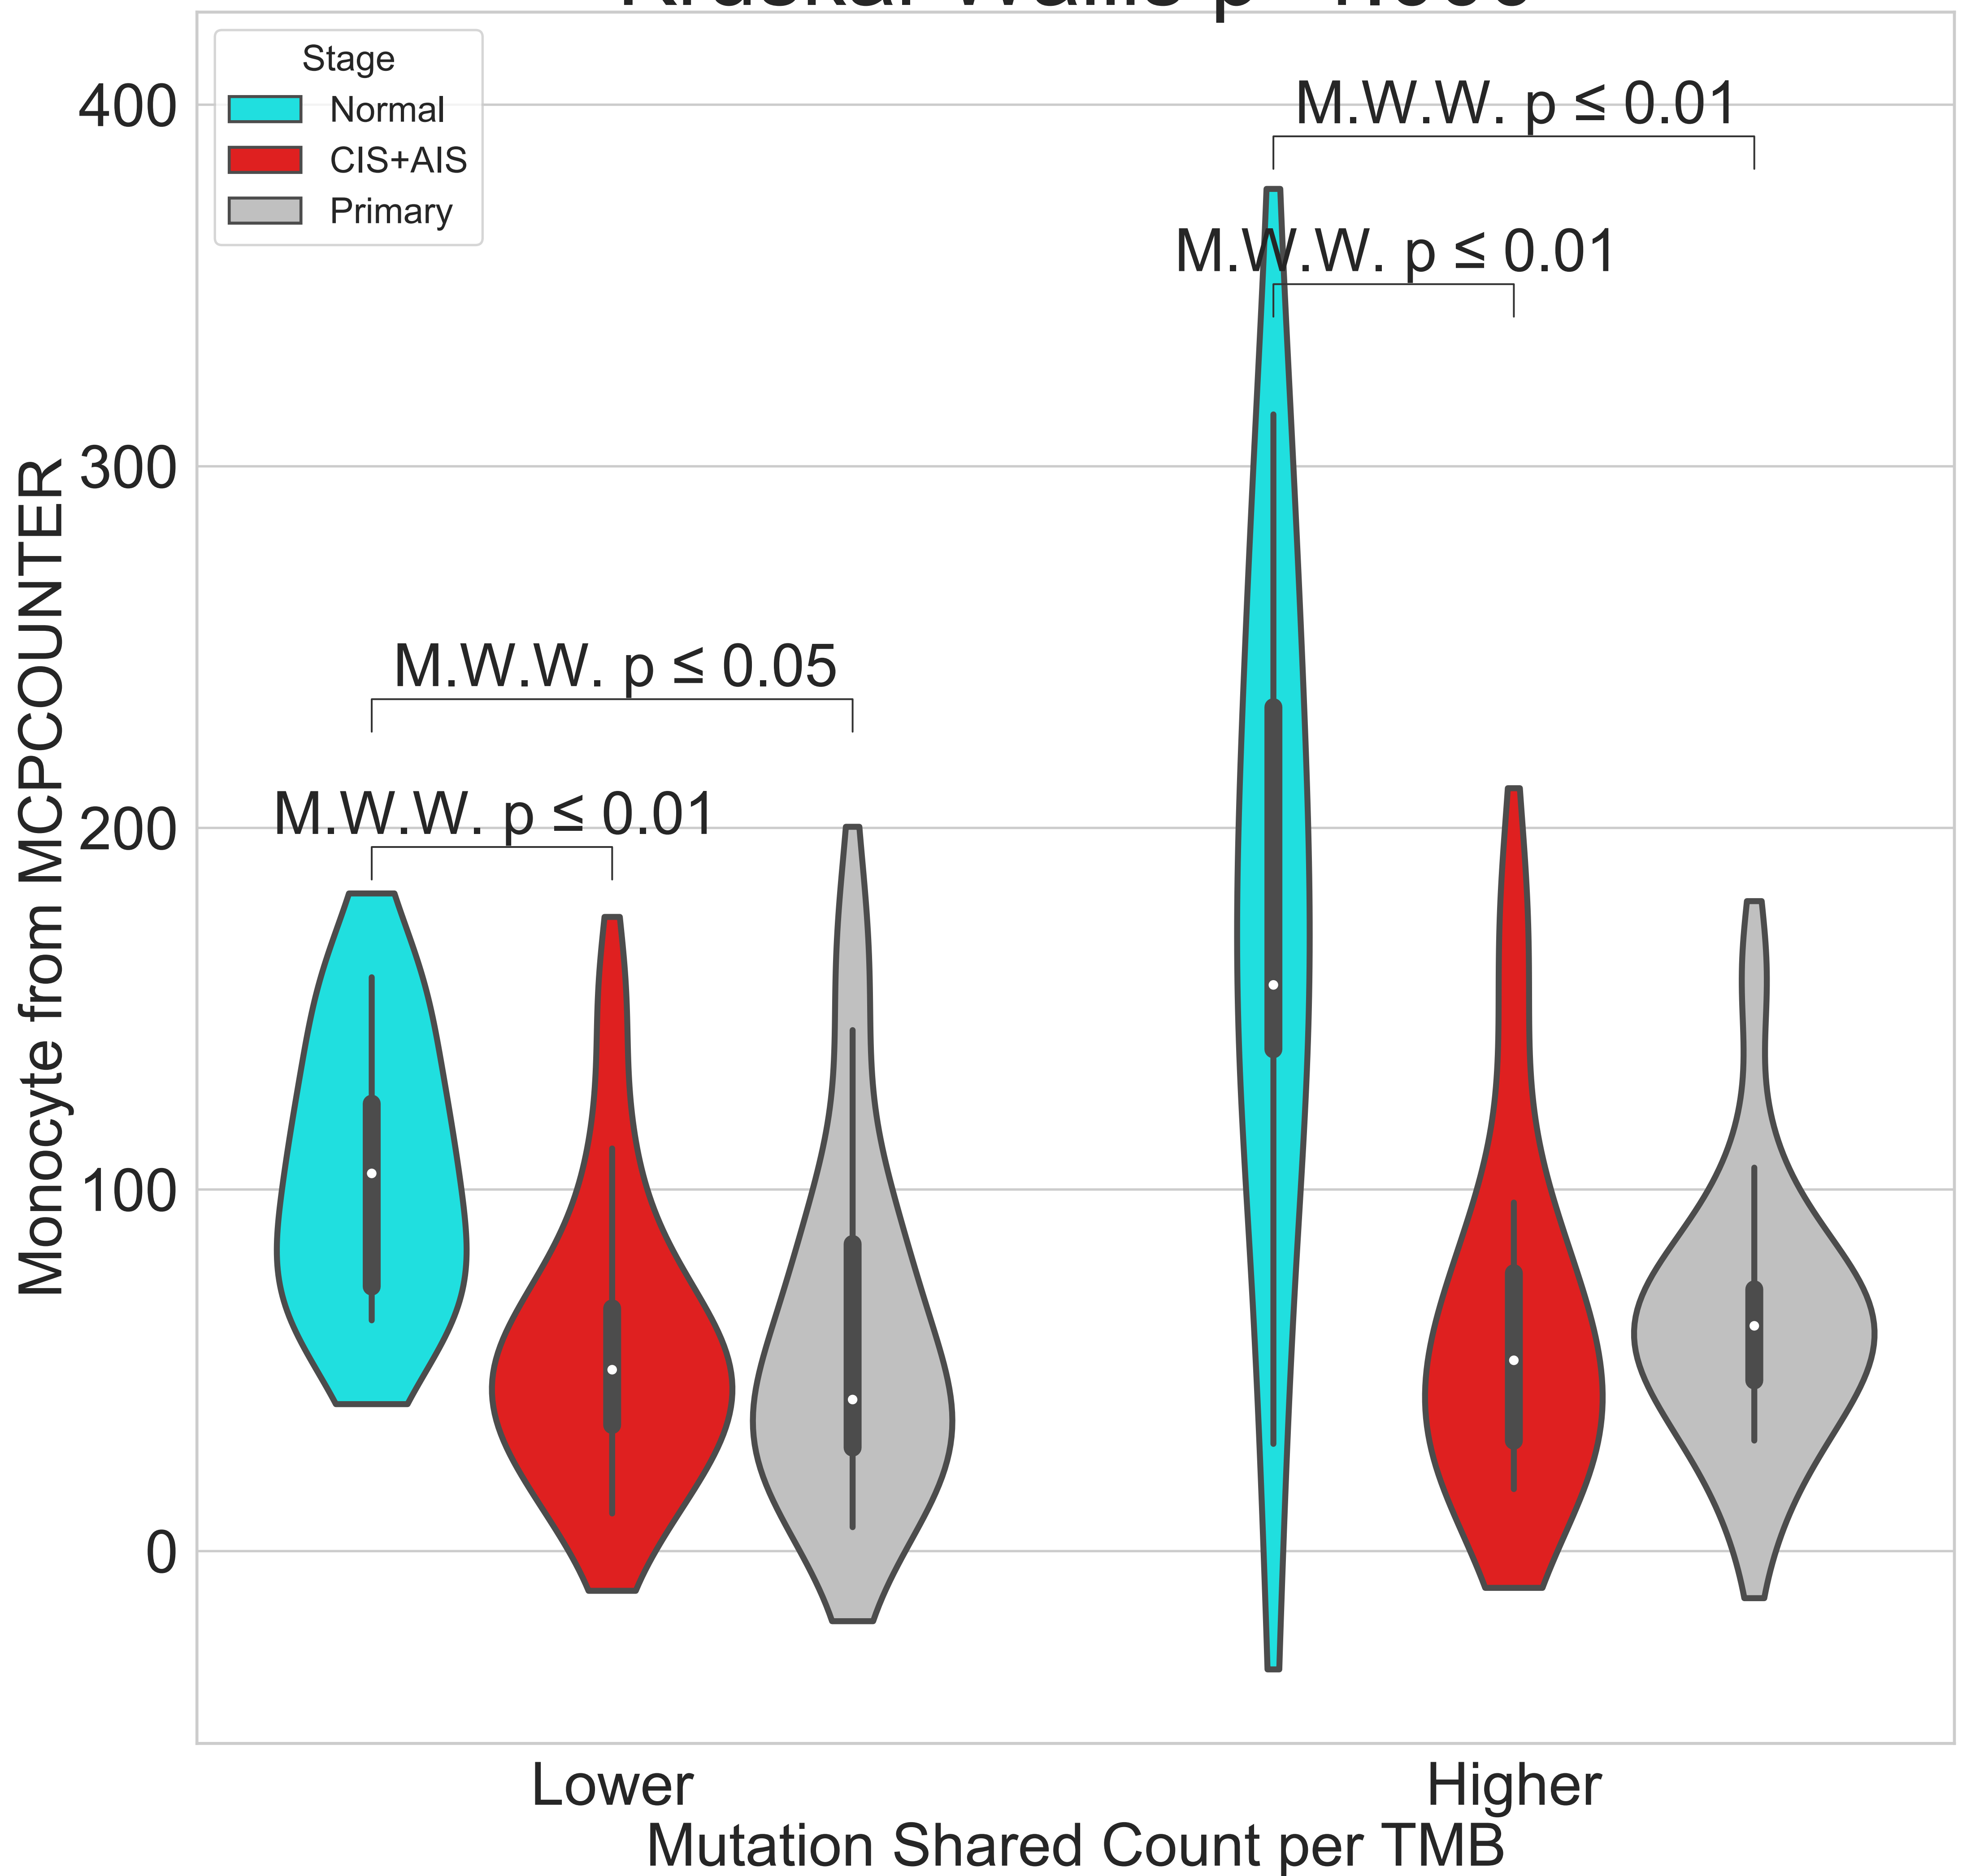 Stage
Normal
CIS+AIS
Primary
M.W.W. p ≤ 0.01
M.W.W. p ≤ 0.01
M.W.W. p ≤ 0.05
M.W.W. p ≤ 0.01
400
300
200
100
0
Monocyte from MCPCOUNTER
Lower
Higher
Mutation Shared Count per TMB